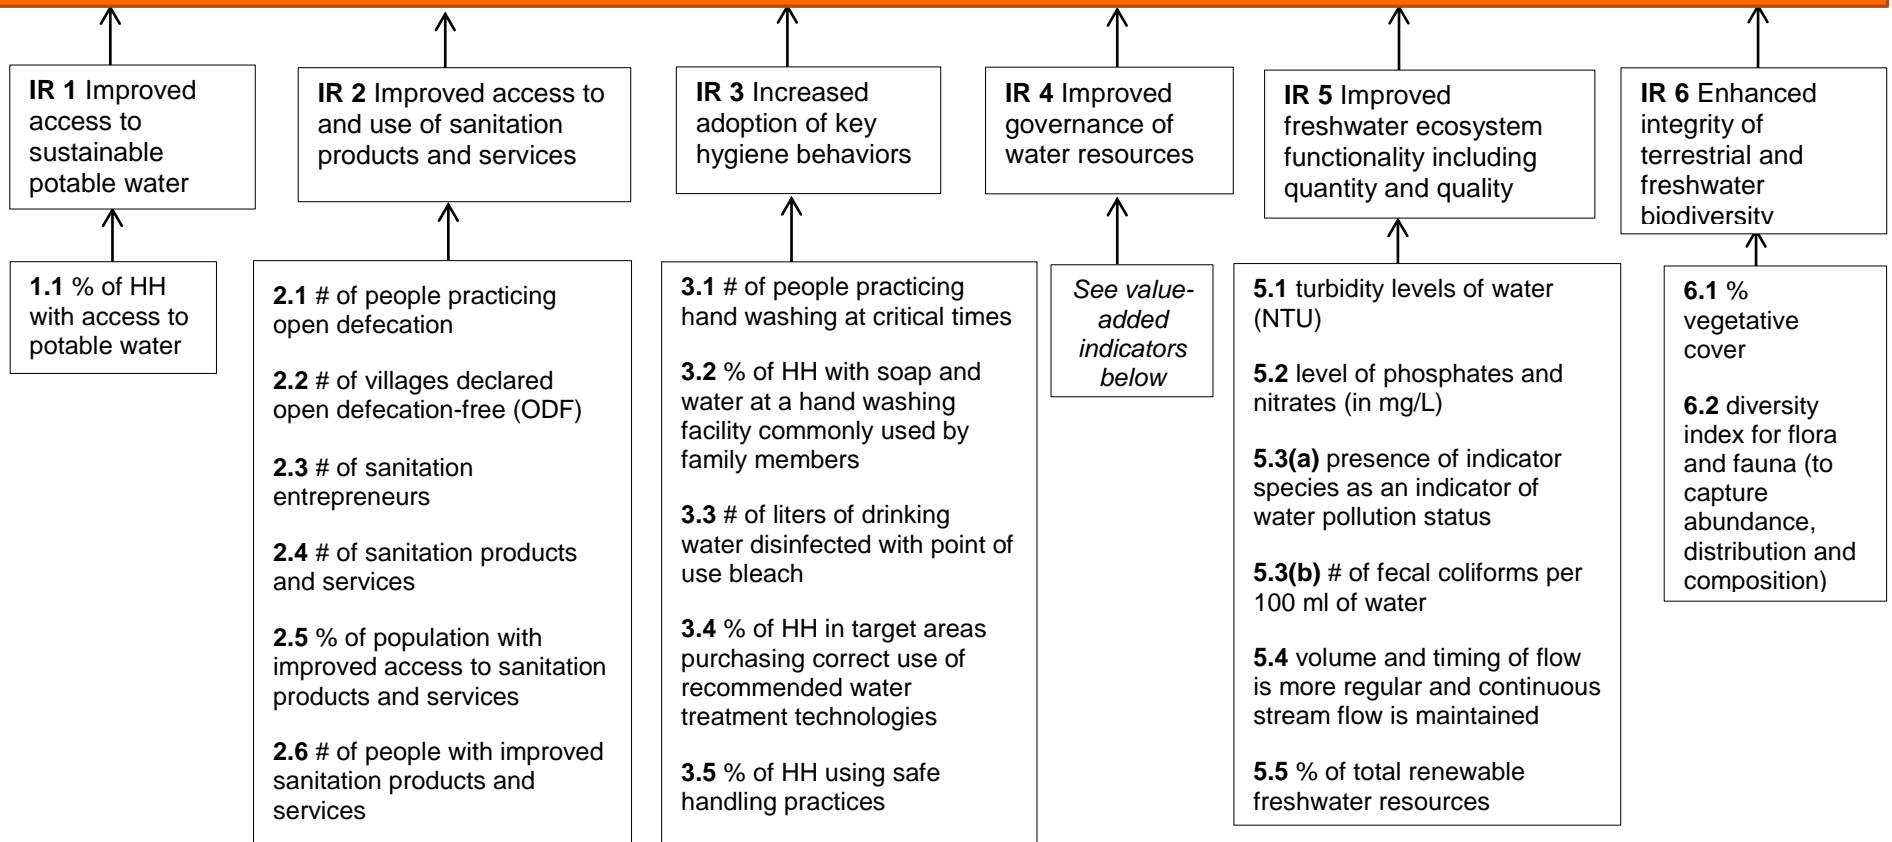 IR 1 Improved
access to
sustainable
potable water
IR 2 Improved access to
and use of sanitation
products and services
IR 3 Increased
adoption of key
hygiene behaviors
IR 4 Improved
governance of
water resources
IR 5 Improved
freshwater ecosystem
functionality including
quantity and quality
IR 6 Enhanced
integrity of
terrestrial and
freshwater
biodiversity
1.1 % of HH
with access to
potable water
2.1 # of people practicing
open defecation
2.2 # of villages declared
open defecation-free (ODF)
2.3 # of sanitation
entrepreneurs
2.4 # of sanitation products
and services
2.5 % of population with
improved access to sanitation
products and services
2.6 # of people with improved
sanitation products and
services
3.1 # of people practicing
hand washing at critical times
3.2 % of HH with soap and
water at a hand washing
facility commonly used by
family members
3.3 # of liters of drinking
water disinfected with point of
use bleach
3.4 % of HH in target areas
purchasing correct use of
recommended water
treatment technologies
3.5 % of HH using safe
handling practices
See value-
added
indicators
below
5.1 turbidity levels of water
(NTU)
5.2 level of phosphates and
nitrates (in mg/L)
5.3(a) presence of indicator
species as an indicator of
water pollution status
5.3(b) # of fecal coliforms per
100 ml of water
5.4 volume and timing of flow
is more regular and continuous
stream flow is maintained
5.5 % of total renewable
freshwater resources
6.1 %
vegetative
cover
6.2 diversity
index for flora
and fauna (to
capture
abundance,
distribution and
composition)